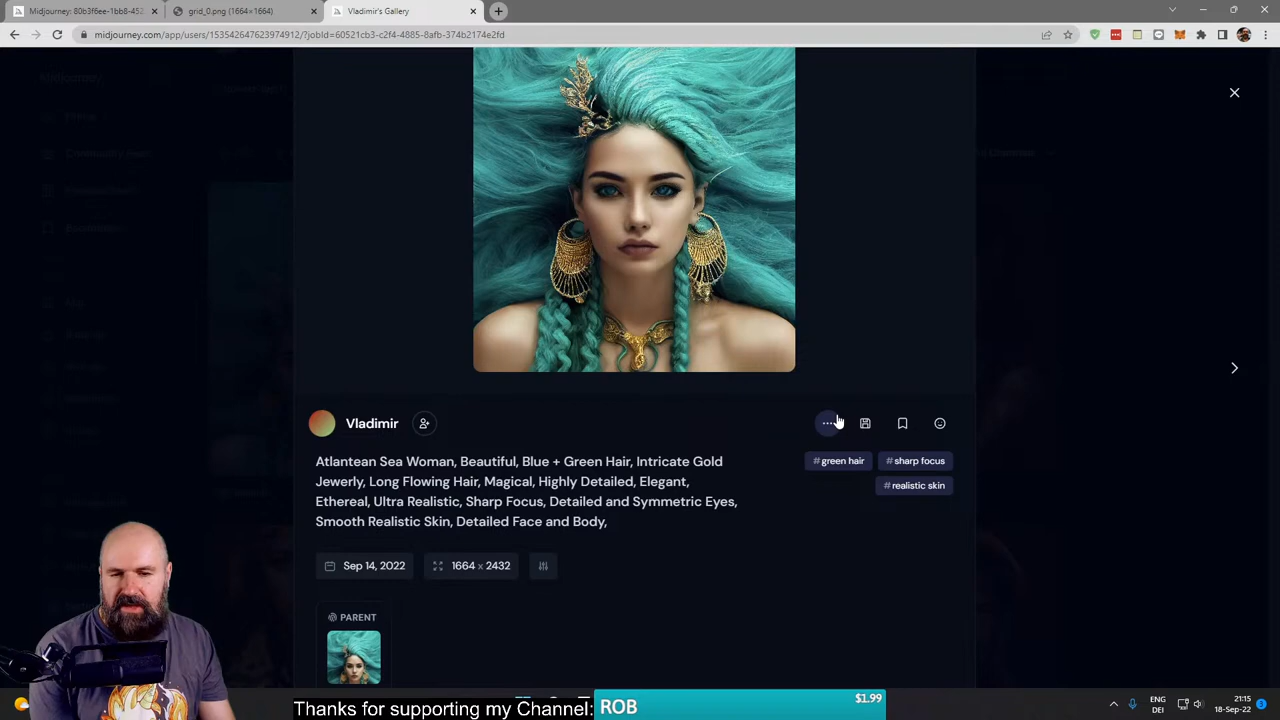 Midjourney: 80b3f6ee-1bb8-453
grid_0.png (1664×1664)
Vladimir's Gallery
midjourney.com/app/users/153542647623974912/?jobId=60521cb3-c2f4-4885-8afb-374b2174e2fd
Vladimir
Atlantean Sea Woman, Beautiful, Blue + Green Hair, Intricate Gold
Jewerly, Long Flowing Hair, Magical, Highly Detailed, Elegant,
Ethereal, Ultra Realistic, Sharp Focus, Detailed and Symmetric Eyes,
Smooth Realistic Skin, Detailed Face and Body,
#green hair #sharp focus
#realistic skin
Sep 14, 2022 1664 x 2432
PARENT
Thanks for supporting my Channel: ROB $1.99
ENG 21:15
DEI 18-Sep-22